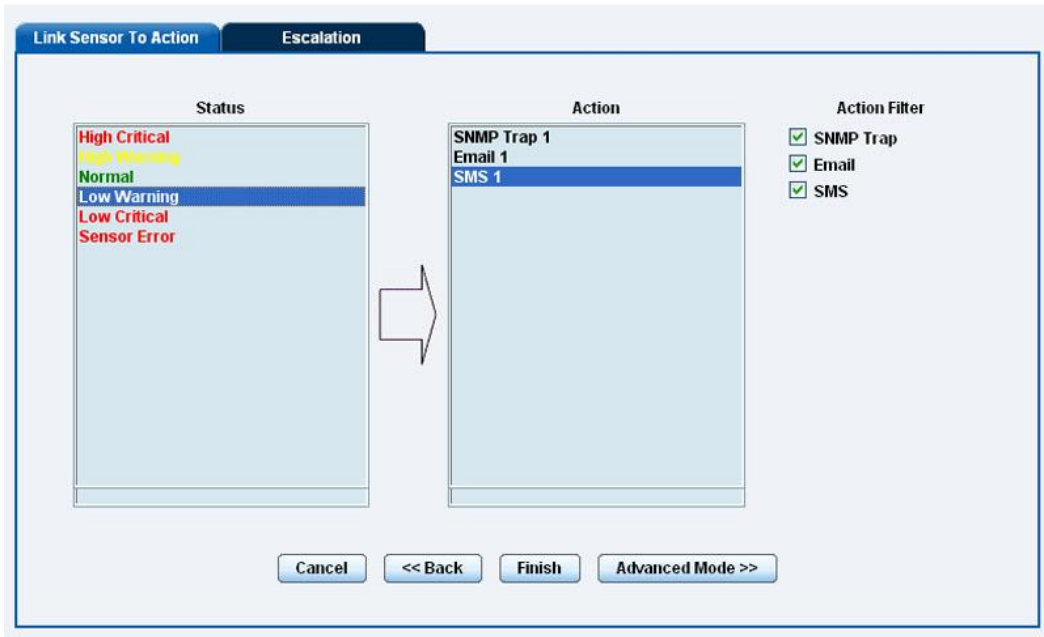 Link Sensor To Action Escalation
Status Action Action Filter
High Critical
High Warning
Normal
Low Warning
Low Critical
Sensor Error
SNMP Trap 1
Email 1
SMS 1
SNMP Trap
Email
SMS
Cancel << Back Finish Advanced Mode >>